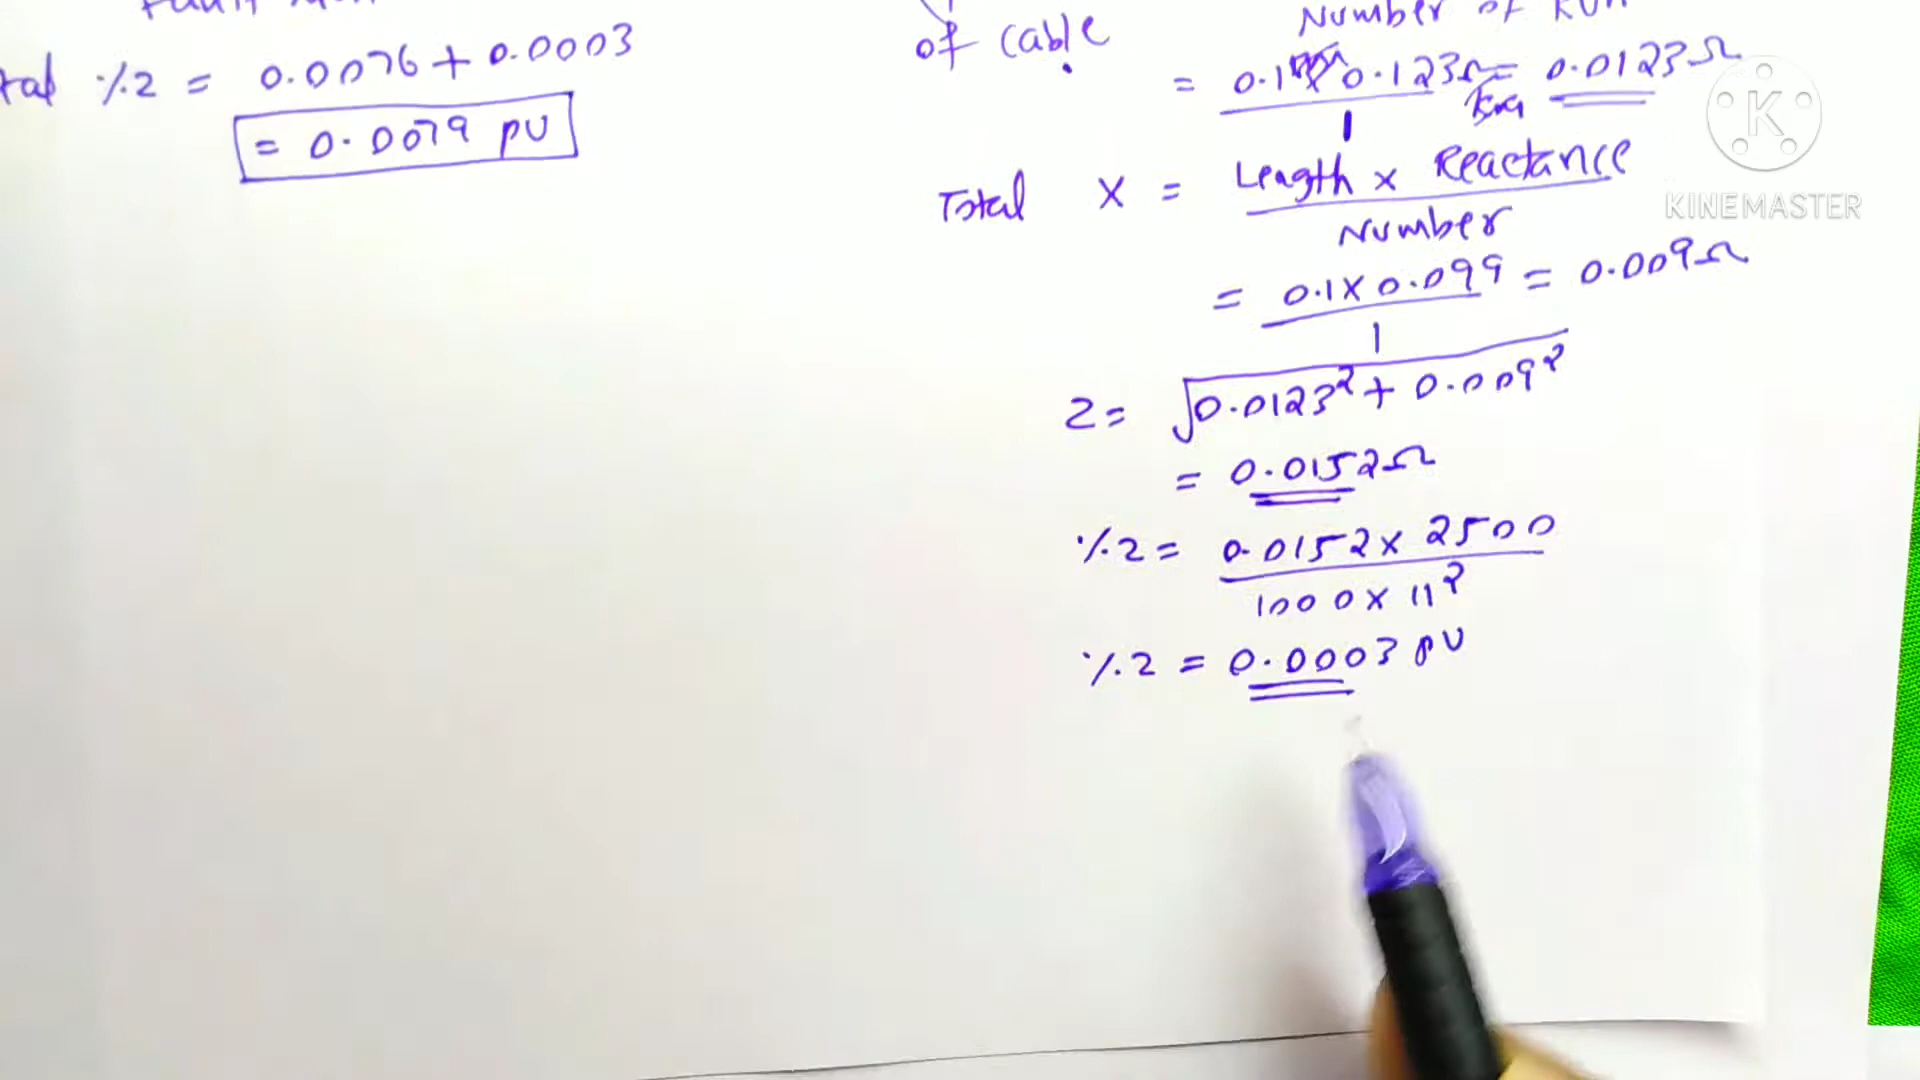 %Z = 0.0076 + 0.0003
= 0.0079 pu
of cable
Number of
= 0.1 0.123Ω = 0.0123Ω
1
Total X = Length x Reactance
Number
= 0.1 x 0.099 = 0.009Ω
1
Z = √0.0123² + 0.009²
= 0.0152Ω
%Z = 0.0152 x 2500
1000 x 11²
%Z = 0.0003 pu
K
KINEMASTER